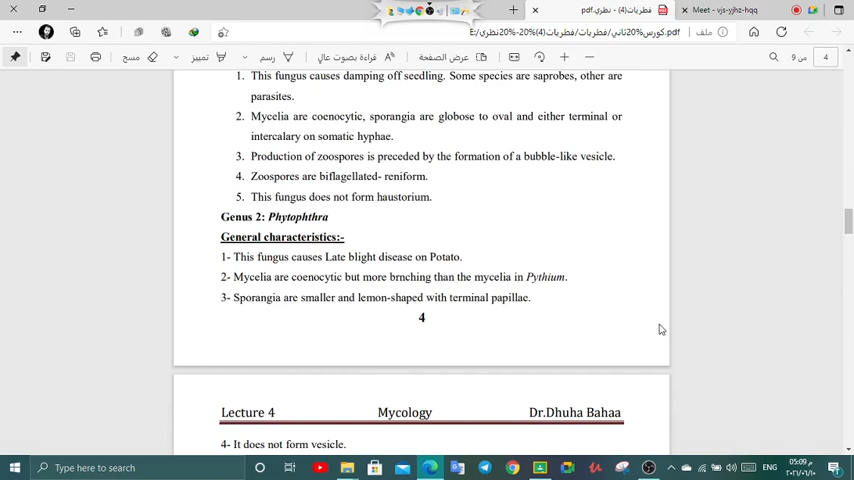 فطريات(4) - نظري.pdf
Meet - vjs-yjhz-hqq
E:/كورس%20ثاني/فطريات/فطريات(4)%20-%20نظري.pdf
ملف
مسح
تمييز
رسم
قراءة بصوت عالٍ
عرض الصفحة
من 9
4
1. This fungus causes damping off seedling. Some species are saprobes, other are
parasites.
2. Mycelia are coenocytic, sporangia are globose to oval and either terminal or
intercalary on somatic hyphae.
3. Production of zoospores is preceded by the formation of a bubble-like vesicle.
4. Zoospores are biflagellated- reniform.
5. This fungus does not form haustorium.
Genus 2: Phytophthra
General characteristics:-
1- This fungus causes Late blight disease on Potato.
2- Mycelia are coenocytic but more brnching than the mycelia in Pythium.
3- Sporangia are smaller and lemon-shaped with terminal papillae.
4
Lecture 4 Mycology Dr.Dhuha Bahaa
4- It does not form vesicle.
Type here to search
ENG
م 05:09